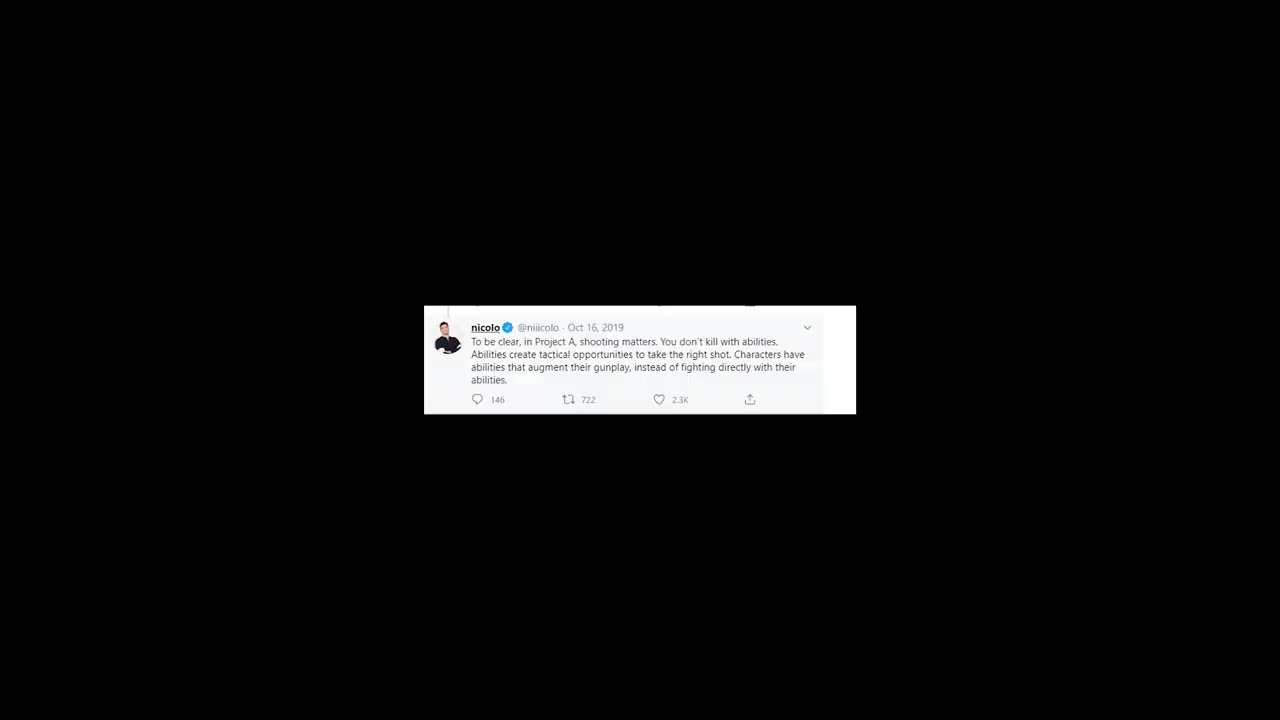 nicolo @niiicolo · Oct 16, 2019
To be clear, in Project A, shooting matters. You don't kill with abilities.
Abilities create tactical opportunities to take the right shot. Characters have
abilities that augment their gunplay, instead of fighting directly with their
abilities.
146 722 2.3K